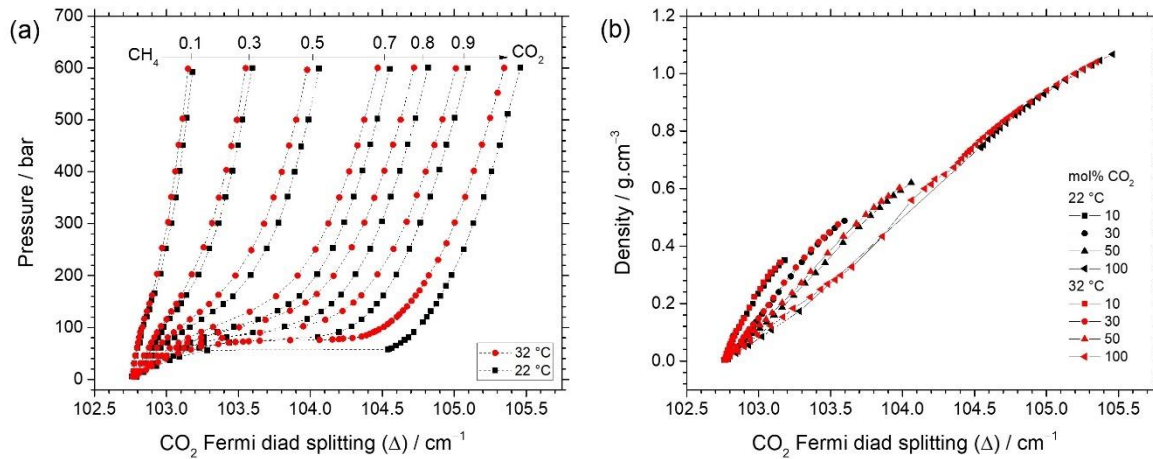 (a)
700
600
500
400
300
200
100
0
Pressure / bar
CH4 0.1 0.3 0.5 0.7 0.8 0.9 CO2
32 °C
22 °C
102.5 103.0 103.5 104.0 104.5 105.0 105.5
CO2 Fermi diad splitting (Δ) / cm⁻¹
(b)
1.2
1.0
0.8
0.6
0.4
0.2
0.0
Density / g.cm⁻³
mol% CO2
22 °C
10
30
50
100
32 °C
10
30
50
100
102.5 103.0 103.5 104.0 104.5 105.0 105.5
CO2 Fermi diad splitting (Δ) / cm⁻¹